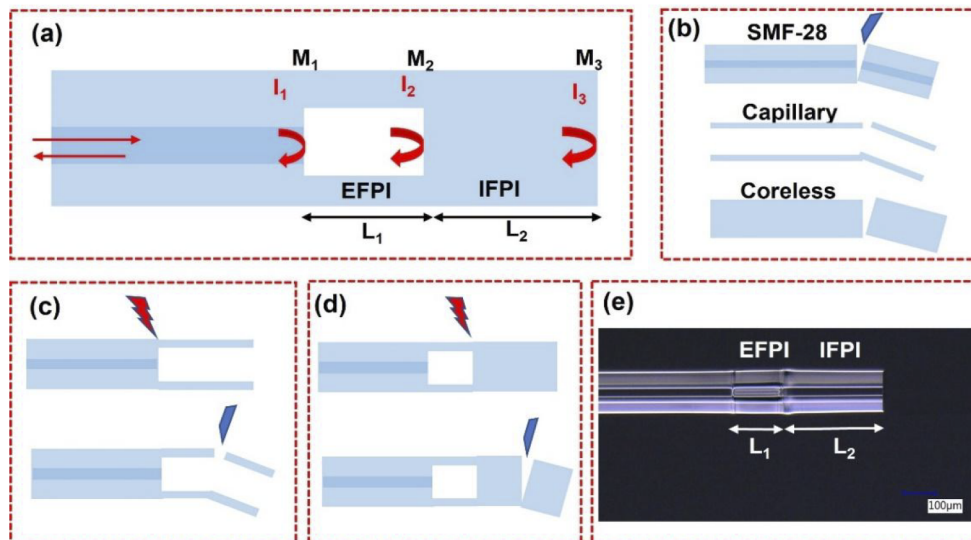 (a)
M₁ M₂ M₃
I₁ I₂ I₃
EFPI IFPI
L₁ L₂
(b)
SMF-28
Capillary
Coreless
(c)
(d)
(e)
EFPI IFPI
L₁ L₂
100μm